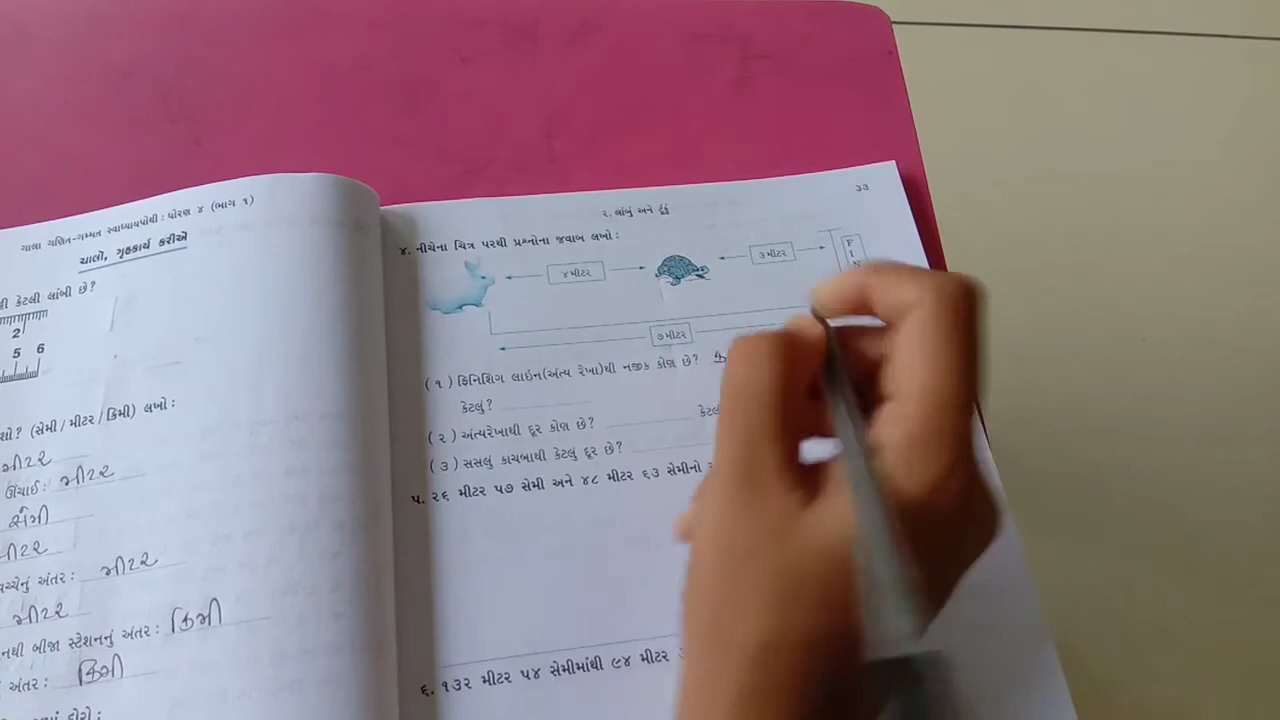 ગાલા ગણિત-ગમ્મત સ્વાધ્યાયપોથી : ધોરણ ૪ (ભાગ ૧)
ચાલો, ગૃહકાર્ય કરીએ
કેટલી લાંબી છે?
2
5 6
(સેમી / મીટર / કિમી) લખો :
મીટર
ઊંચાઈ : મીટર
સેમી
મીટર
વચ્ચેનું અંતર : મીટર
મીટર
બીજા સ્ટેશનનું અંતર : કિમી
અંતર : કિમી
દોરો :
૨. લાંબું અને ટૂંકું
૩૩
૪. નીચેના ચિત્ર પરથી પ્રશ્નોના જવાબ લખો :
૪ મીટર
૩ મીટર
F
I
N
૭ મીટર
(૧) ફિનિશિંગ લાઇન(અંત્ય રેખા)થી નજીક કોણ છે?
કેટલું?
(૨) અંત્યરેખાથી દૂર કોણ છે?
(૩) સસલું કાચબાથી કેટલું દૂર છે?
૫. ૨૬ મીટર ૫૭ સેમી અને ૪૮ મીટર ૬૩ સેમીનો
૬. ૧૩૨ મીટર ૫૪ સેમીમાંથી ૯૪ મીટર